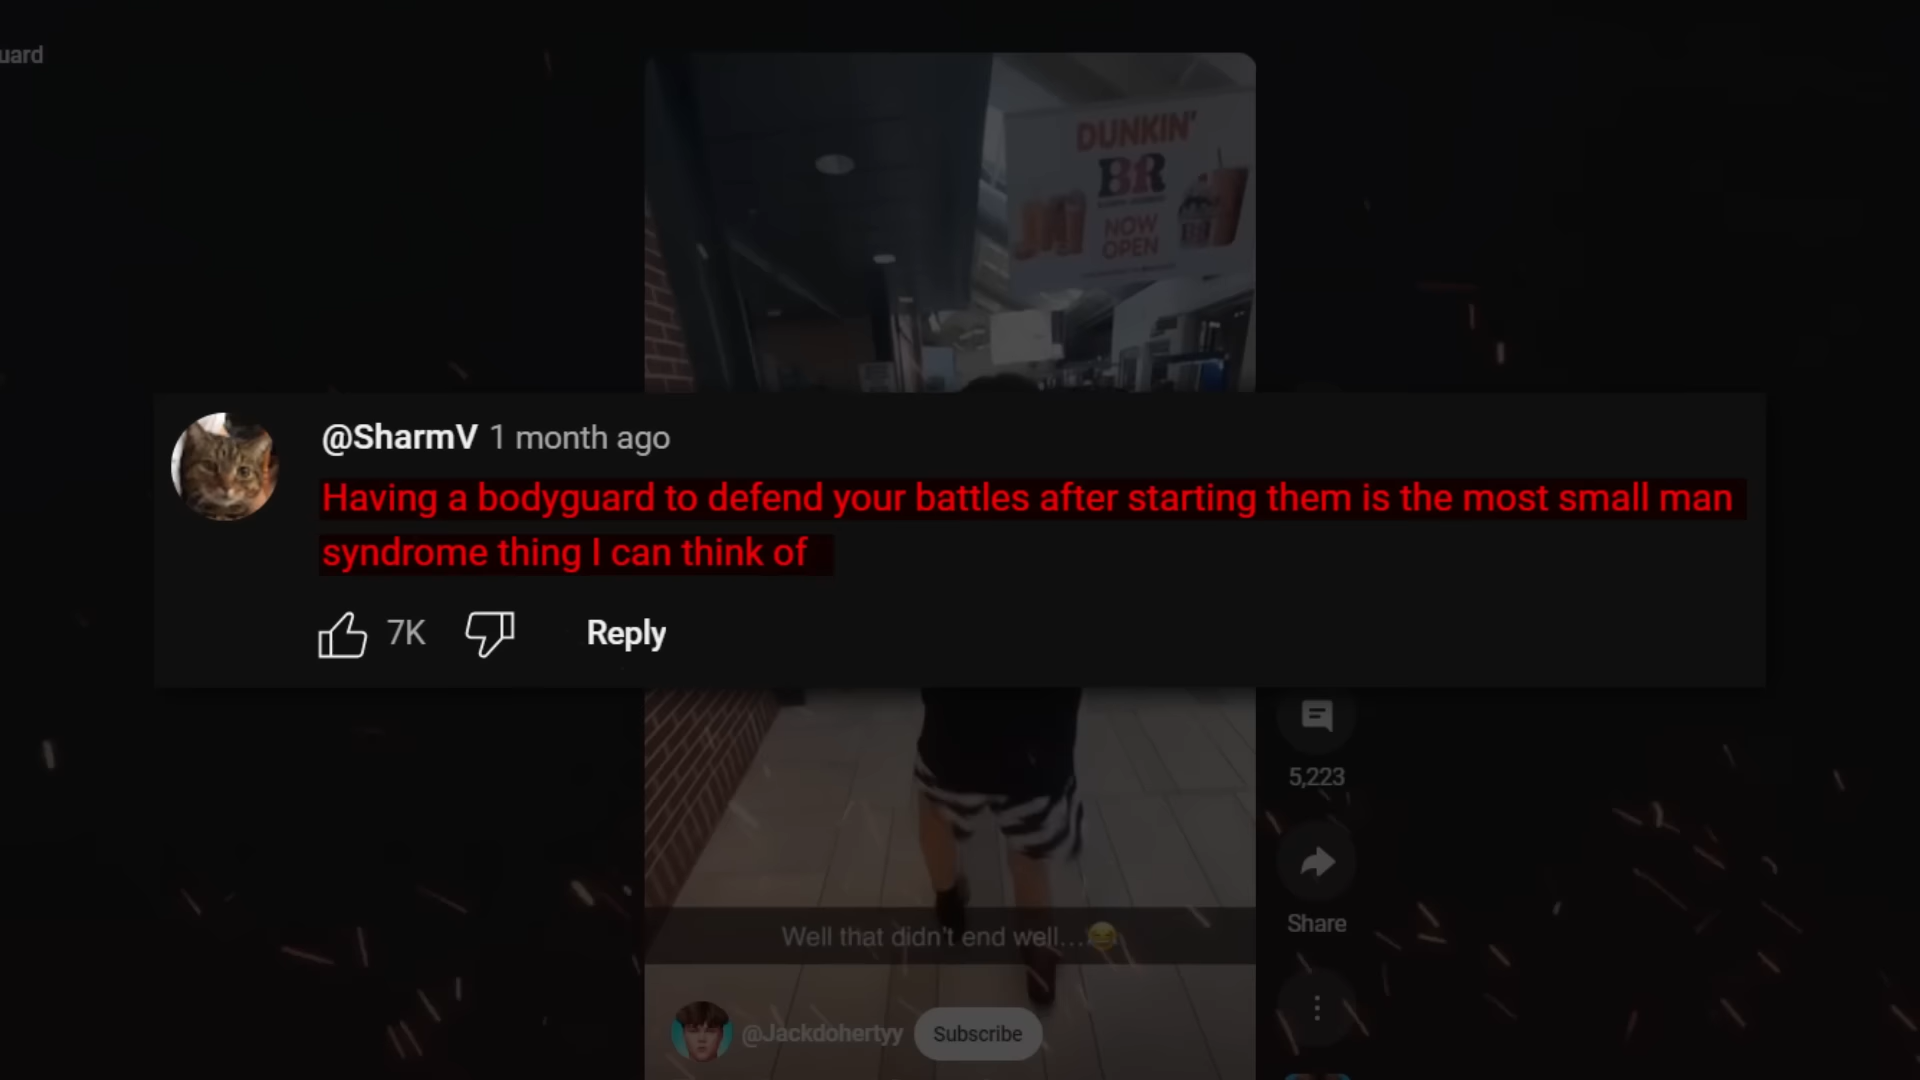 uard
DUNKIN'
BR
NOW
OPEN
@SharmV 1 month ago
Having a bodyguard to defend your battles after starting them is the most small man
syndrome thing I can think of
7K
Reply
5,223
Share
Well that didn't end well...😂
@Jackdohertyy
Subscribe